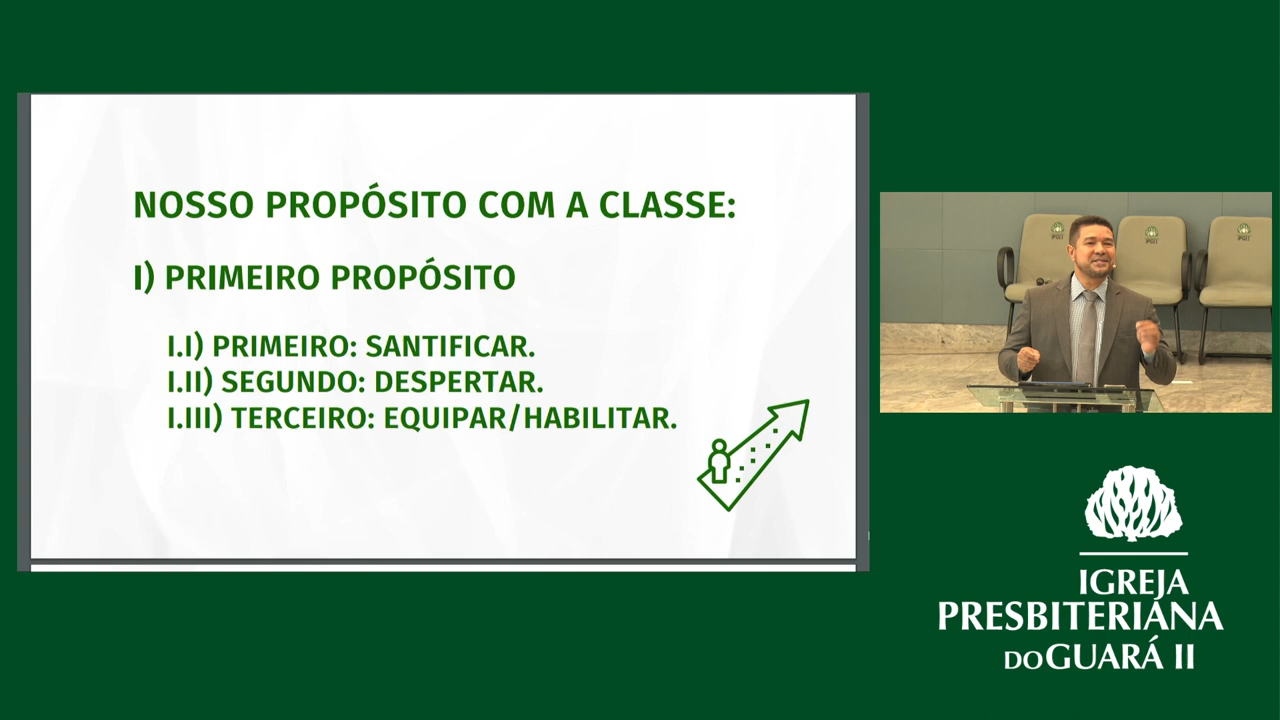 NOSSO PROPÓSITO COM A CLASSE:
I) PRIMEIRO PROPÓSITO
I.I) PRIMEIRO: SANTIFICAR.
I.II) SEGUNDO: DESPERTAR.
I.III) TERCEIRO: EQUIPAR/HABILITAR.
IGREJA
PRESBITERIANA
DO GUARÁ II